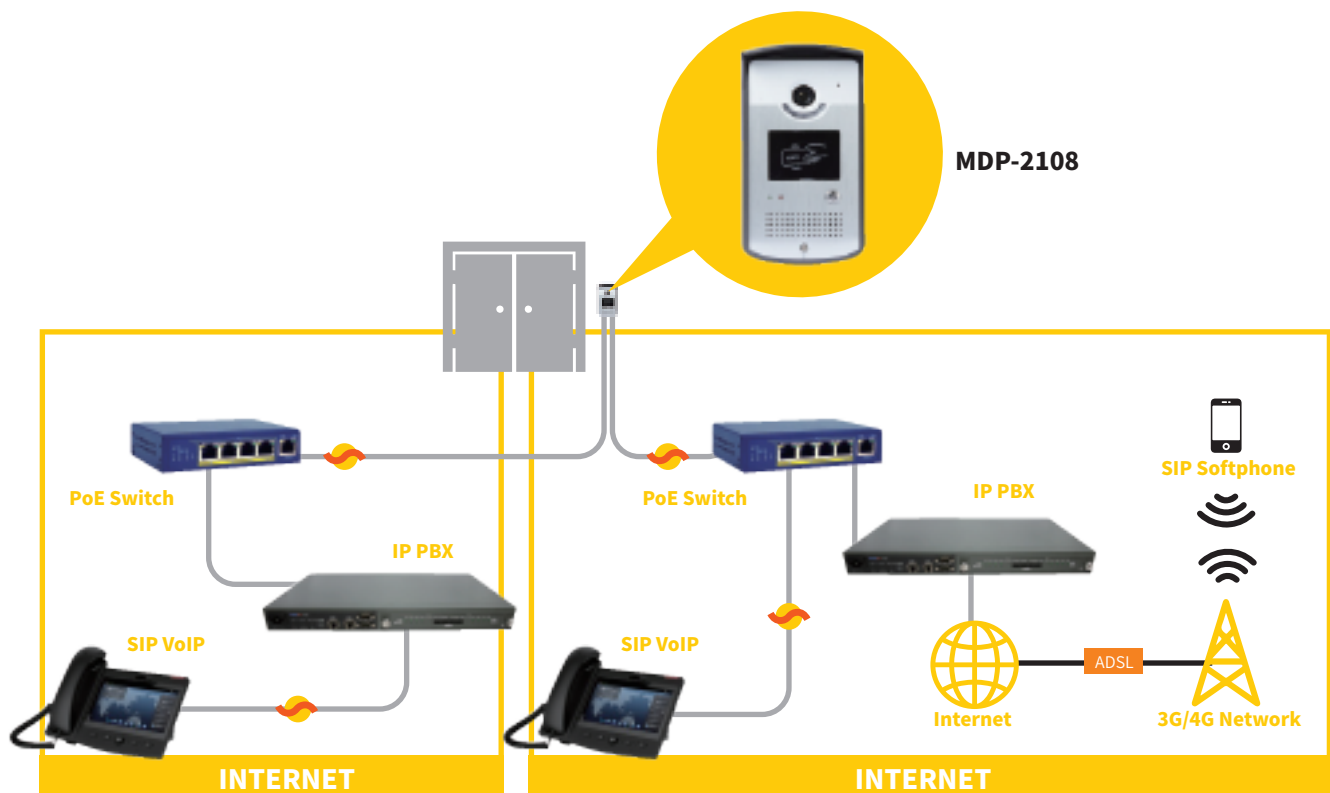 MDP-2108
PoE Switch
IP PBX
SIP VoIP
INTERNET
PoE Switch
SIP VoIP
IP PBX
SIP Softphone
Internet
ADSL
3G/4G Network
INTERNET